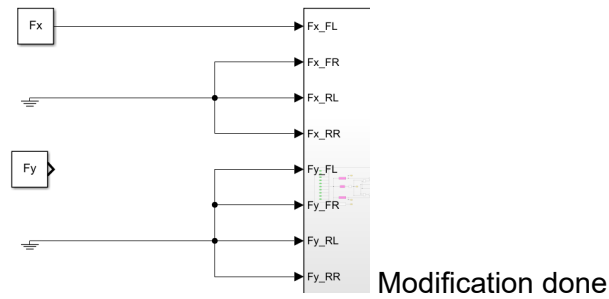 Fx
Fx_FL
Fx_FR
Fx_RL
Fx_RR
Fy
Fy_FL
Fy_FR
Fy_RL
Fy_RR
Modification done